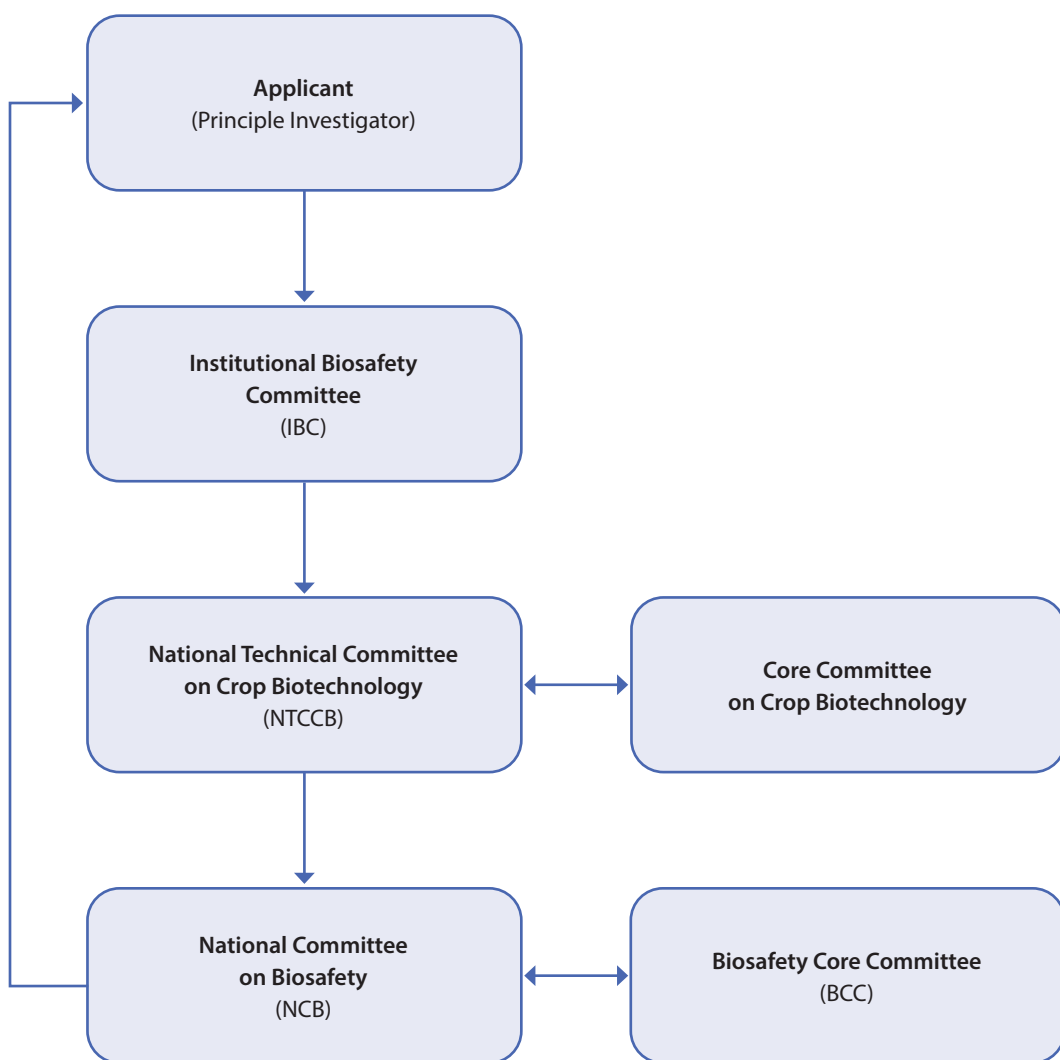 Applicant
(Principle Investigator)
Institutional Biosafety
Committee
(IBC)
National Technical Committee
on Crop Biotechnology
(NTCCB)
Core Committee
on Crop Biotechnology
National Committee
on Biosafety
(NCB)
Biosafety Core Committee
(BCC)